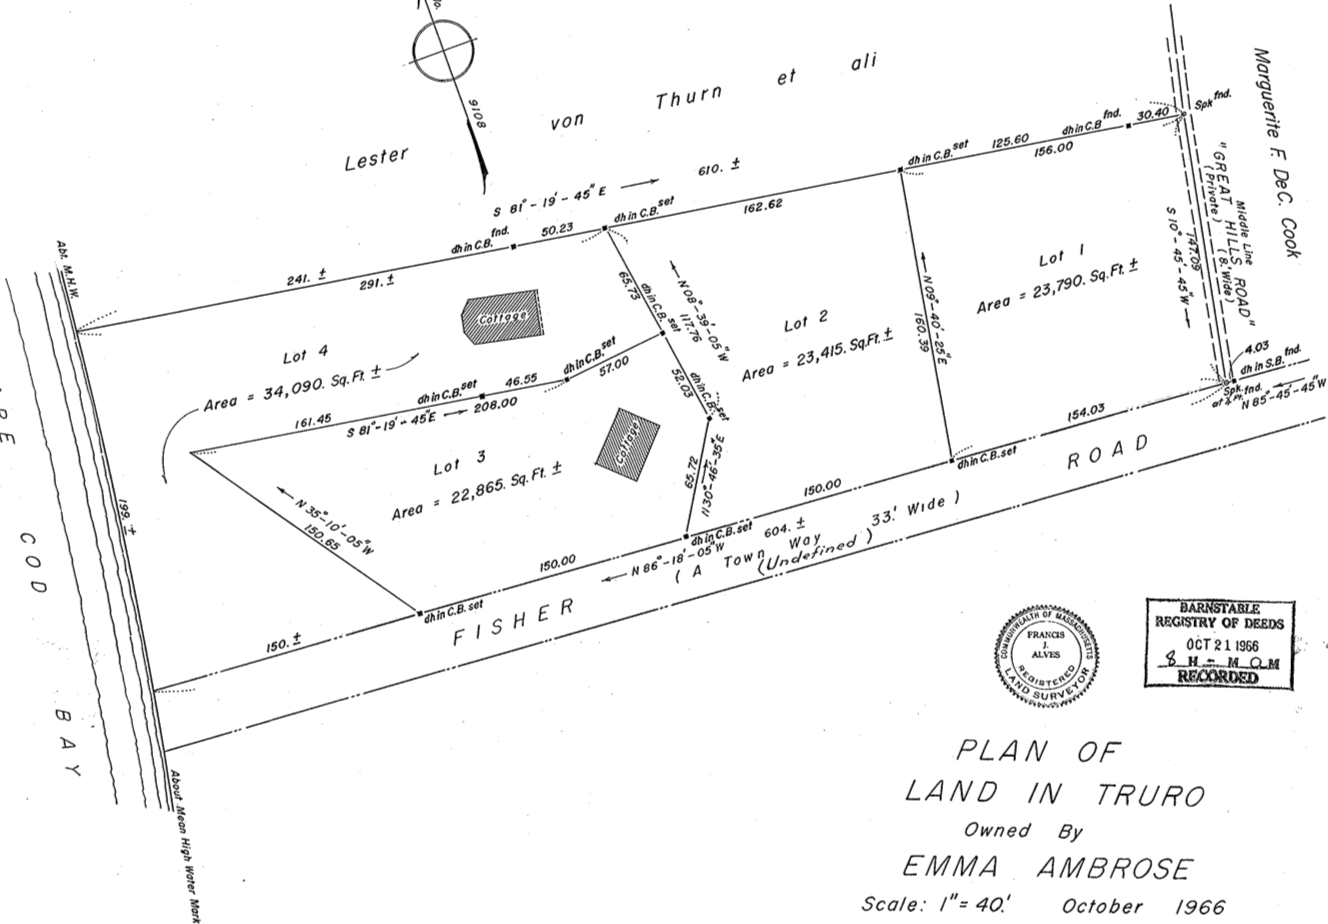 No.
9108
Lester von Thurn et ali
Marguerite F. DeC. Cook
S 81°-19'-45" E
610. ±
Abt. M.H.W.
241. ±
291. ±
dh in C.B. fnd.
50.23
dh in C.B. set
162.62
dh in C.B. set
125.60
156.00
dh in C.B fnd.
30.40
Spk fnd.
"GREAT HILLS ROAD"
(Private) (8.' Wide)
Middle Line
147.09
S 10°-45'-45" W
4.03
dh in S.B. fnd.
Spk. fnd.
N 85°-45'-45" W
Lot 1
Area = 23,790. Sq.Ft. ±
N 09°-40'-25" E
160.39
Lot 2
Area = 23,415. Sq.Ft. ±
N 08°-39'-05" W
117.76
65.73
dh in C.B. set
52.03
dh in C.B. set
65.72
N 30°-46'-35" E
Cottage
Lot 4
Area = 34,090. Sq.Ft. ±
161.45
dh in C.B. set
46.55
dh in C.B. set
57.00
S 81°-19'-45" E
208.00
Cottage
Lot 3
Area = 22,865. Sq.Ft. ±
N 35°-10'-05" W
150.65
199. ±
COD
BAY
About Mean High Water Mark
150. ±
dh in C.B. set
150.00
dh in C.B. set
150.00
dh in C.B. set
154.03
N 86°-18'-05" W
604. ±
FISHER ROAD
( A Town Way 33.' Wide )
(Undefined)
COMMONWEALTH OF MASSACHUSETTS
FRANCIS
J.
ALVES
REGISTERED
LAND SURVEYOR
BARNSTABLE
REGISTRY OF DEEDS
OCT 21 1966
8 H - M 0 M
RECORDED
PLAN OF
LAND IN TRURO
Owned By
EMMA AMBROSE
Scale: 1" = 40.' October 1966